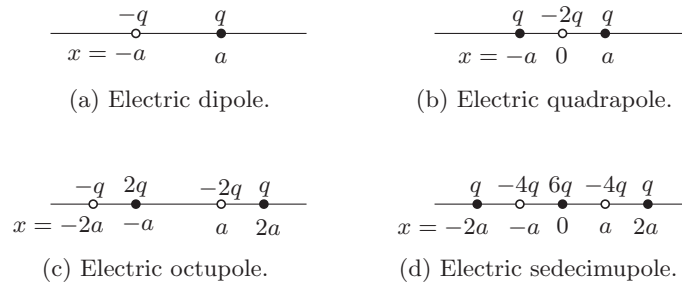 −q q
x = −a a
(a) Electric dipole.
q −2q q
x = −a 0 a
(b) Electric quadrapole.
−q 2q −2q q
x = −2a −a a 2a
(c) Electric octupole.
q −4q 6q −4q q
x = −2a −a 0 a 2a
(d) Electric sedecimupole.